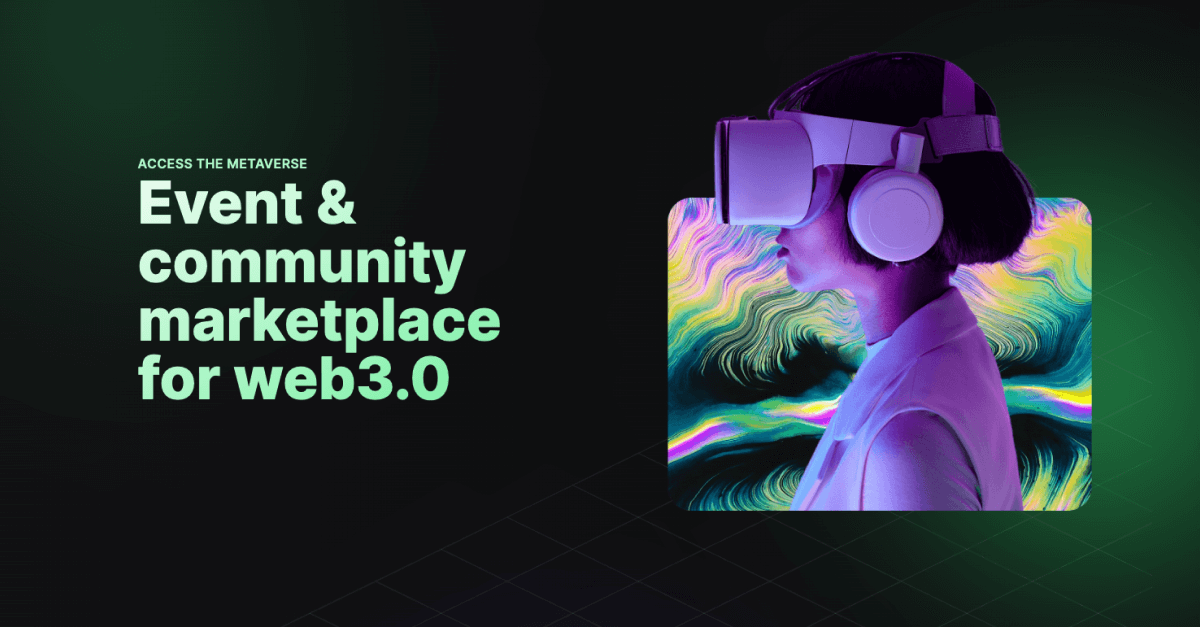 ACCESS THE METAVERSE
Event &
community
marketplace
for web3.0